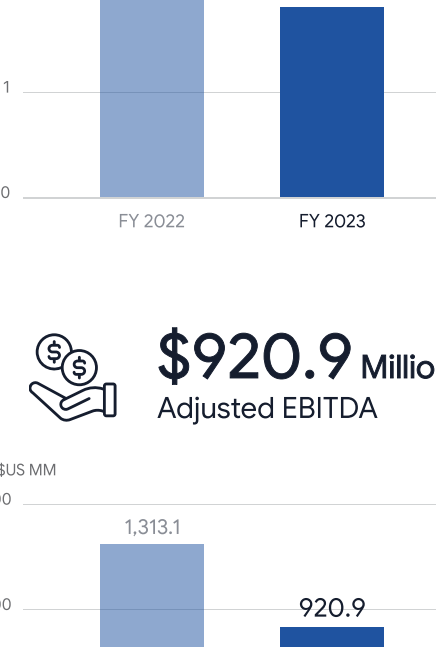 1
0
FY 2022
FY 2023
$ $
$920.9 Millio
Adjusted EBITDA
$US MM
00
1,313.1
00
920.9